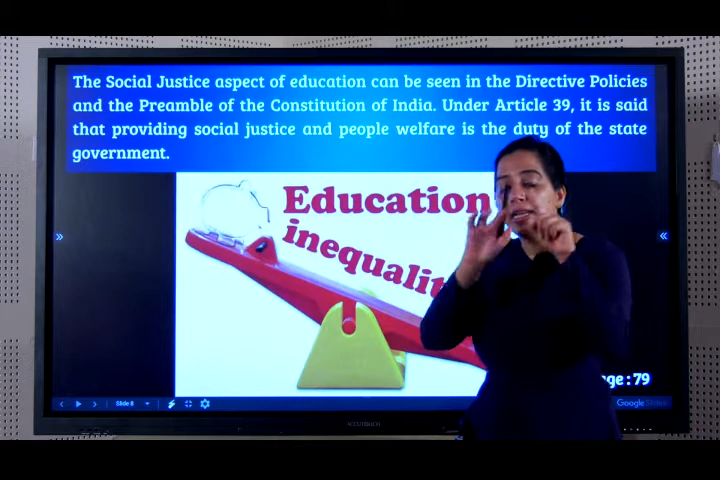 The Social Justice aspect of education can be seen in the Directive Policies
and the Preamble of the Constitution of India. Under Article 39, it is said
that providing social justice and people welfare is the duty of the state
government.
Education
inequalit
ge : 79
Slide 8
Google Slides